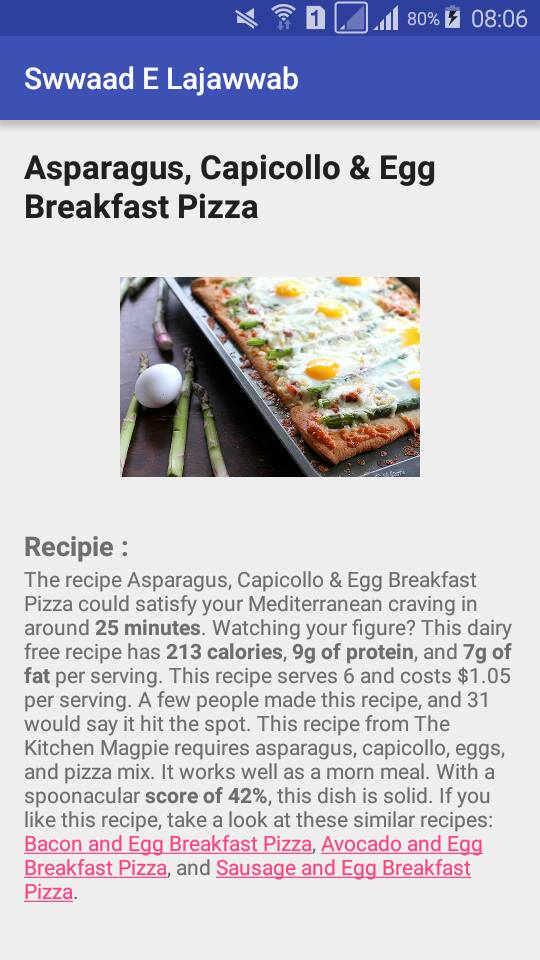 1 80% 08:06
Swwaad E Lajawwab
Asparagus, Capicollo & Egg
Breakfast Pizza
Recipie :
The recipe Asparagus, Capicollo & Egg Breakfast
Pizza could satisfy your Mediterranean craving in
around 25 minutes. Watching your figure? This dairy
free recipe has 213 calories, 9g of protein, and 7g of
fat per serving. This recipe serves 6 and costs $1.05
per serving. A few people made this recipe, and 31
would say it hit the spot. This recipe from The
Kitchen Magpie requires asparagus, capicollo, eggs,
and pizza mix. It works well as a morn meal. With a
spoonacular score of 42%, this dish is solid. If you
like this recipe, take a look at these similar recipes:
Bacon and Egg Breakfast Pizza, Avocado and Egg
Breakfast Pizza, and Sausage and Egg Breakfast
Pizza.